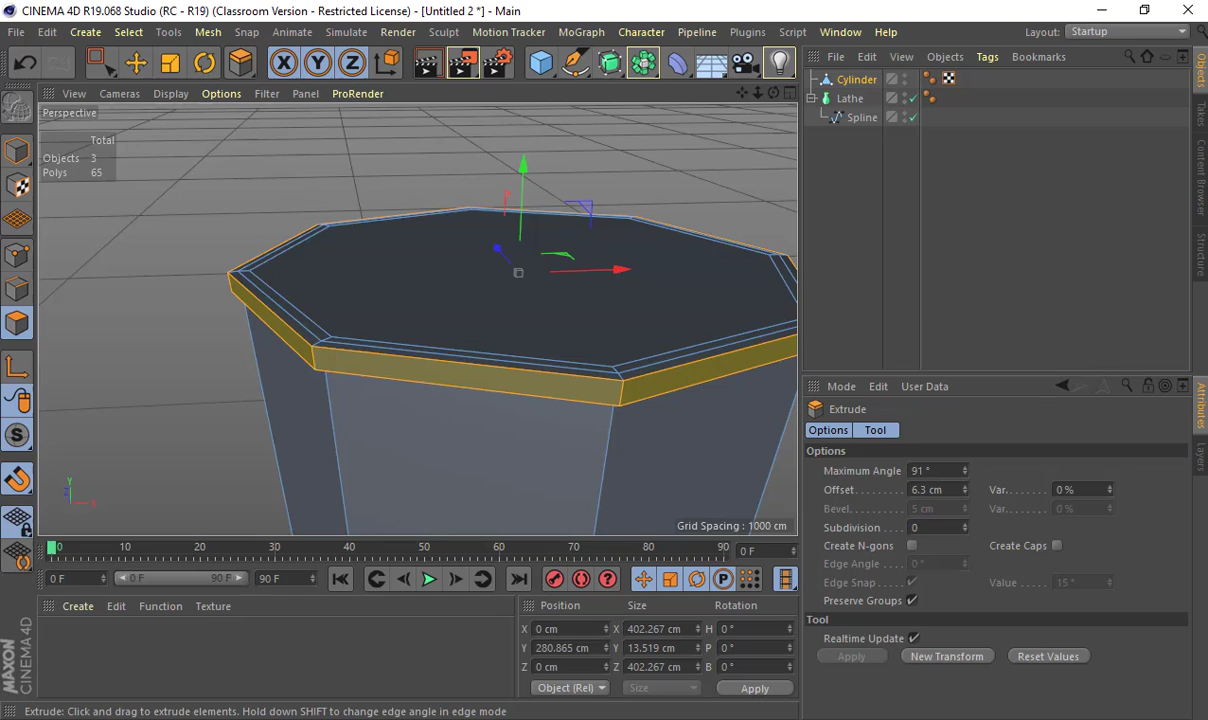 CINEMA 4D R19.068 Studio (RC - R19) (Classroom Version - Restricted License) - [Untitled 2 *] - Main
File Edit Create Select Tools Mesh Snap Animate Simulate Render Sculpt Motion Tracker MoGraph Character Pipeline Plugins Script Window Help Layout: Startup
X Y Z
File Edit View Objects Tags Bookmarks
Cylinder
Lathe
Spline
View Cameras Display Options Filter Panel ProRender
Perspective
Total
Objects 3
Polys 65
Y
Z X
Grid Spacing : 1000 cm
Objects
Takes
Content Browser
Structure
Mode Edit User Data
Extrude
Options Tool
Options
Maximum Angle 91 °
Offset 6.3 cm Var. 0 %
Bevel. 5 cm Var. 0 %
Subdivision 0
Create N-gons Create Caps
Edge Angle 0 °
Edge Snap Value 15 °
Preserve Groups
Tool
Realtime Update
Apply New Transform Reset Values
Attributes
Layers
0 10 20 30 40 50 60 70 80 90 0 F
0 F 0 F 90 F 90 F
P
Create Edit Function Texture
Position Size Rotation
X 0 cm X 402.267 cm H 0 °
Y 280.865 cm Y 13.519 cm P 0 °
Z 0 cm Z 402.267 cm B 0 °
Object (Rel) Size Apply
MAXON
CINEMA 4D
Extrude: Click and drag to extrude elements. Hold down SHIFT to change edge angle in edge mode